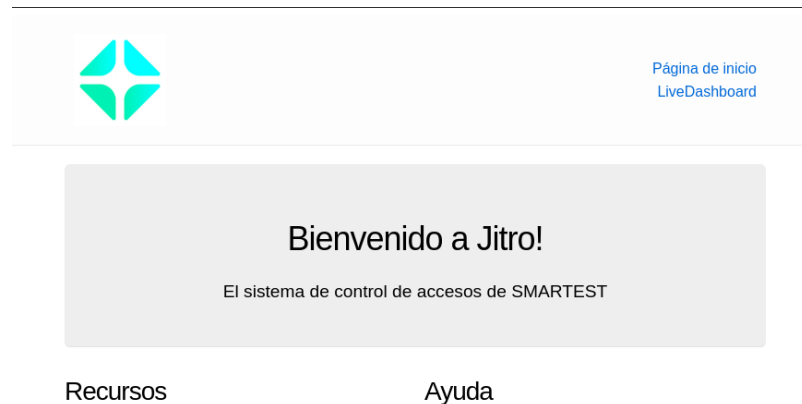 Página de inicio
LiveDashboard
Bienvenido a Jitro!
El sistema de control de accesos de SMARTEST
Recursos
Ayuda